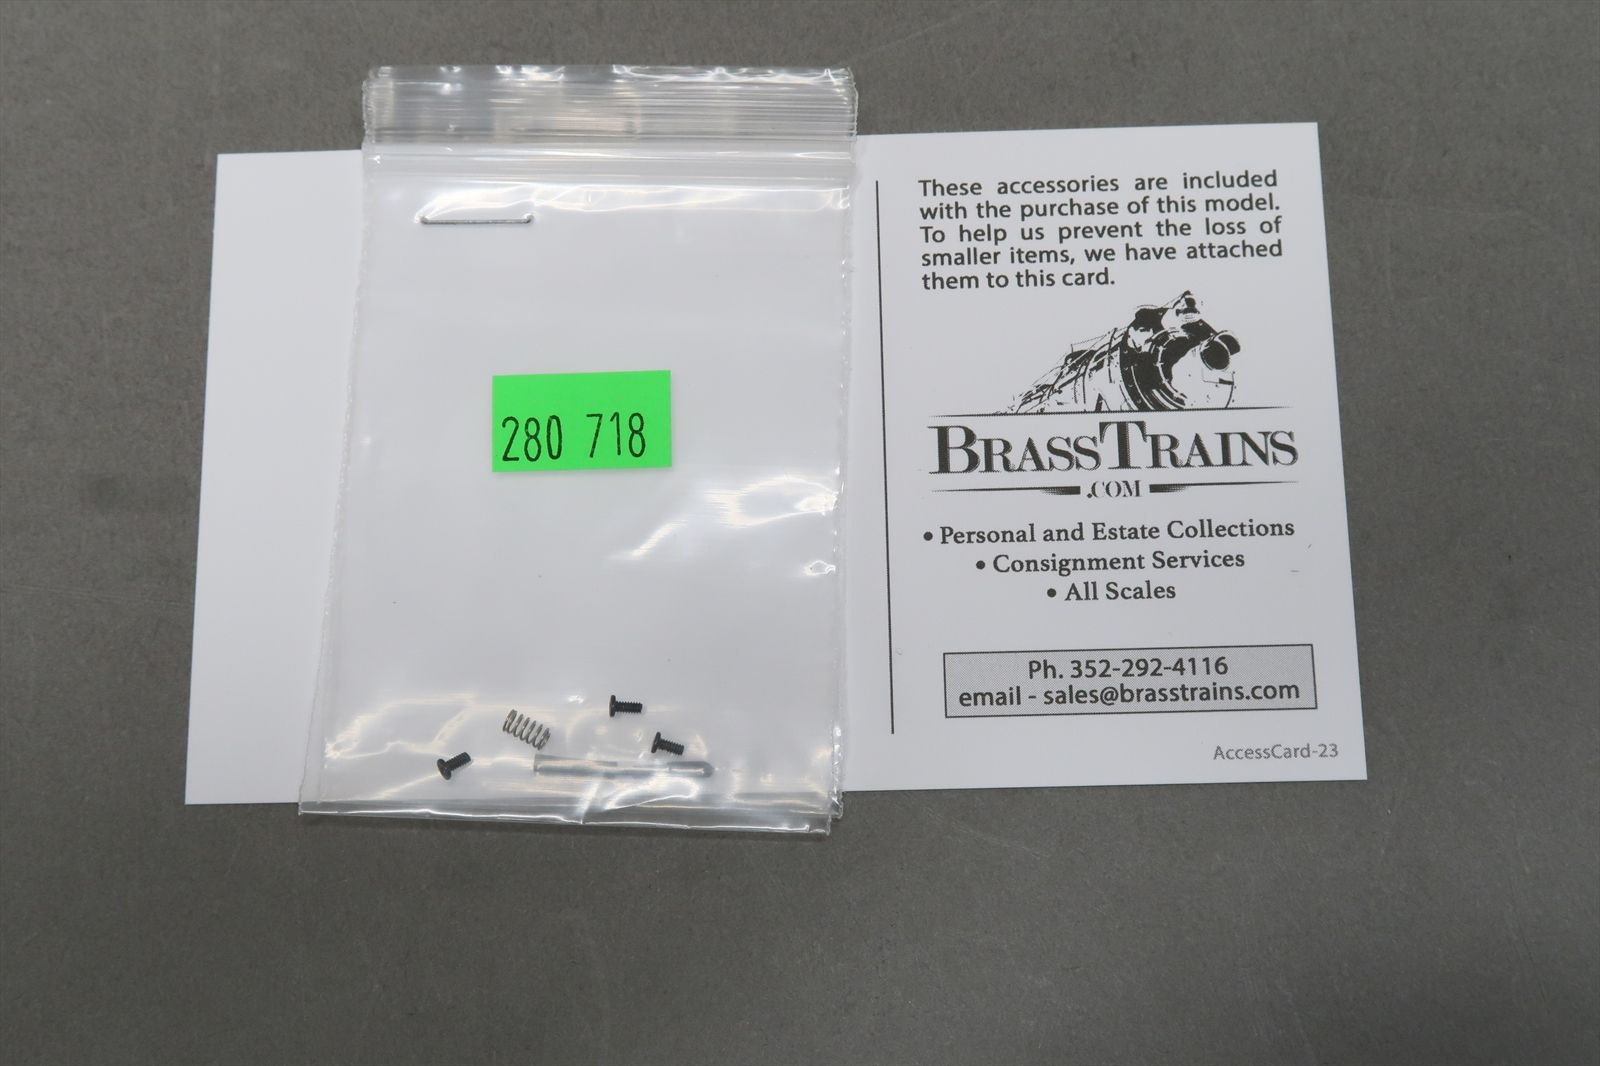 280 718
These accessories are included
with the purchase of this model.
To help us prevent the loss of
smaller items, we have attached
them to this card.
BRASSTRAINS
.COM
• Personal and Estate Collections
• Consignment Services
• All Scales
Ph. 352-292-4116
email - sales@brasstrains.com
AccessCard-23